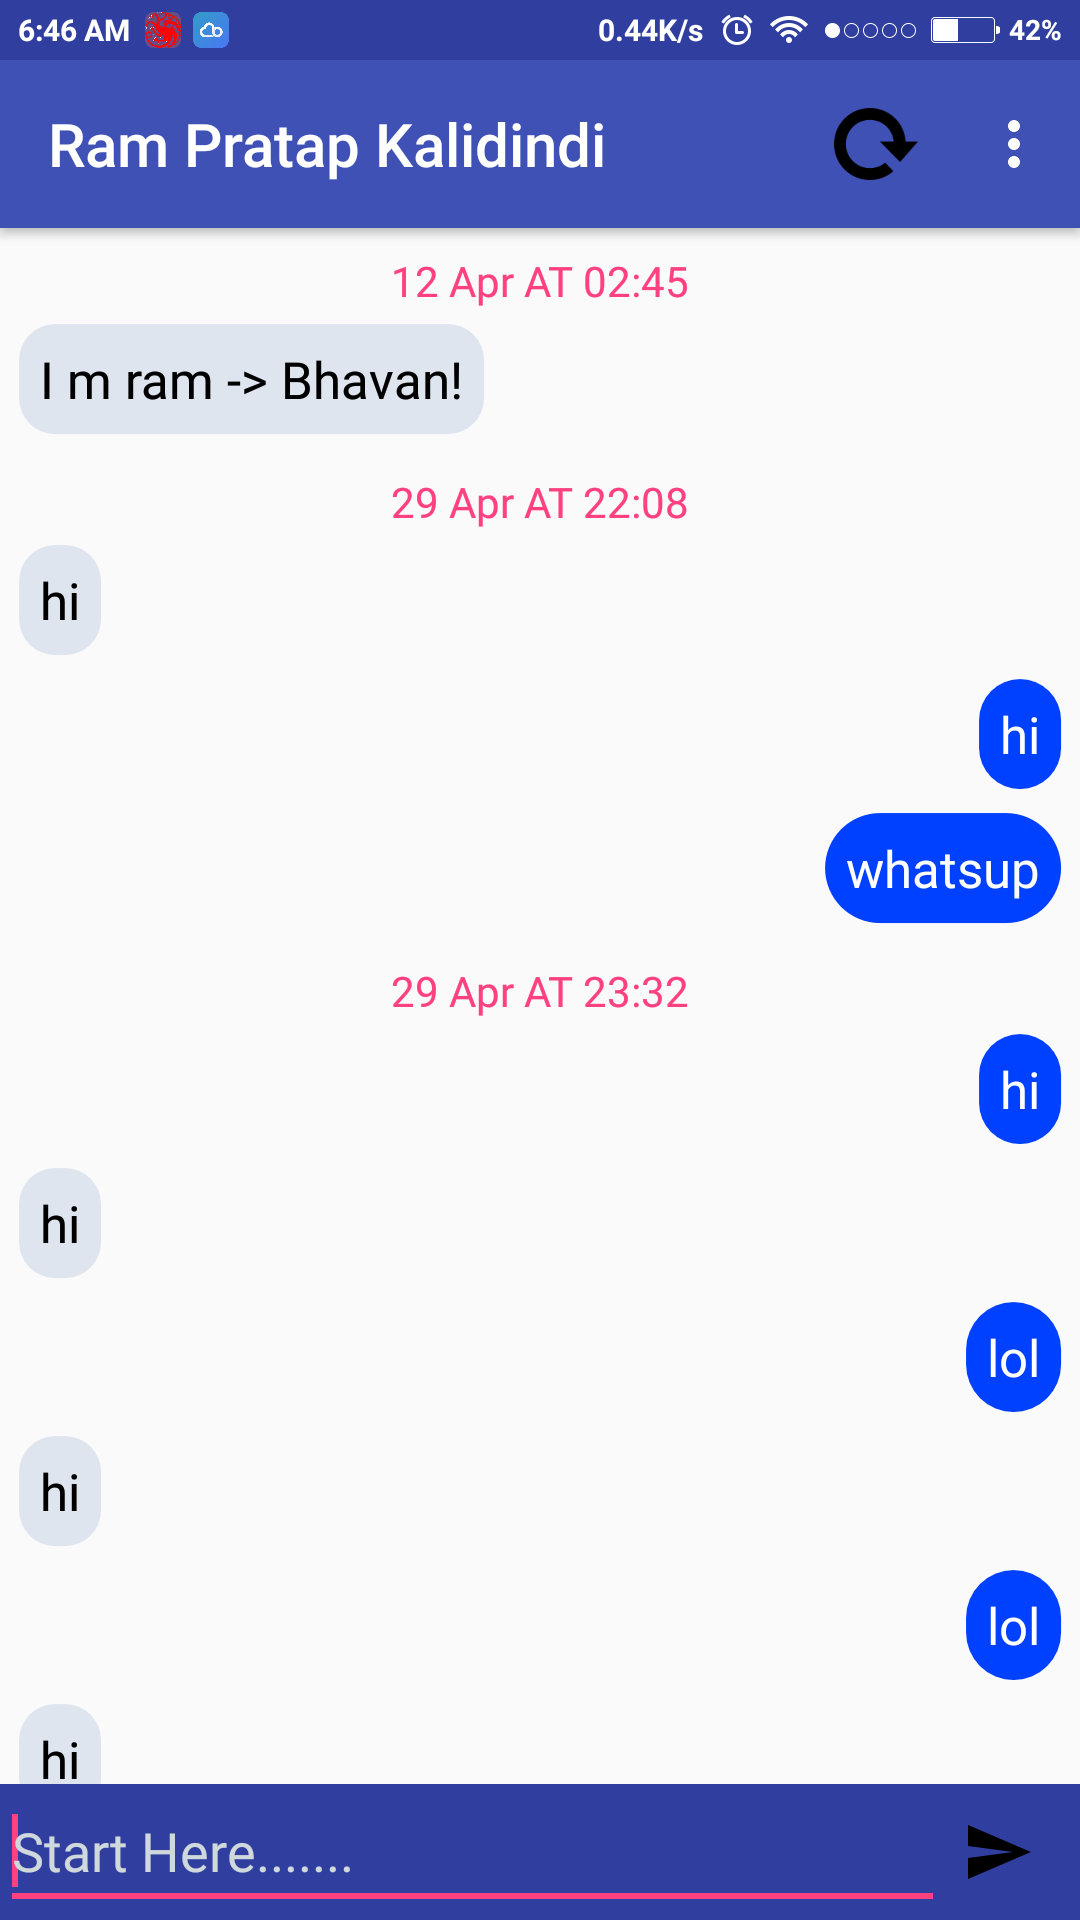 6:46 AM 0.44K/s 42%
Ram Pratap Kalidindi
12 Apr AT 02:45
I m ram -> Bhavan!
29 Apr AT 22:08
hi
hi
whatsup
29 Apr AT 23:32
hi
hi
lol
hi
lol
hi
Start Here.......